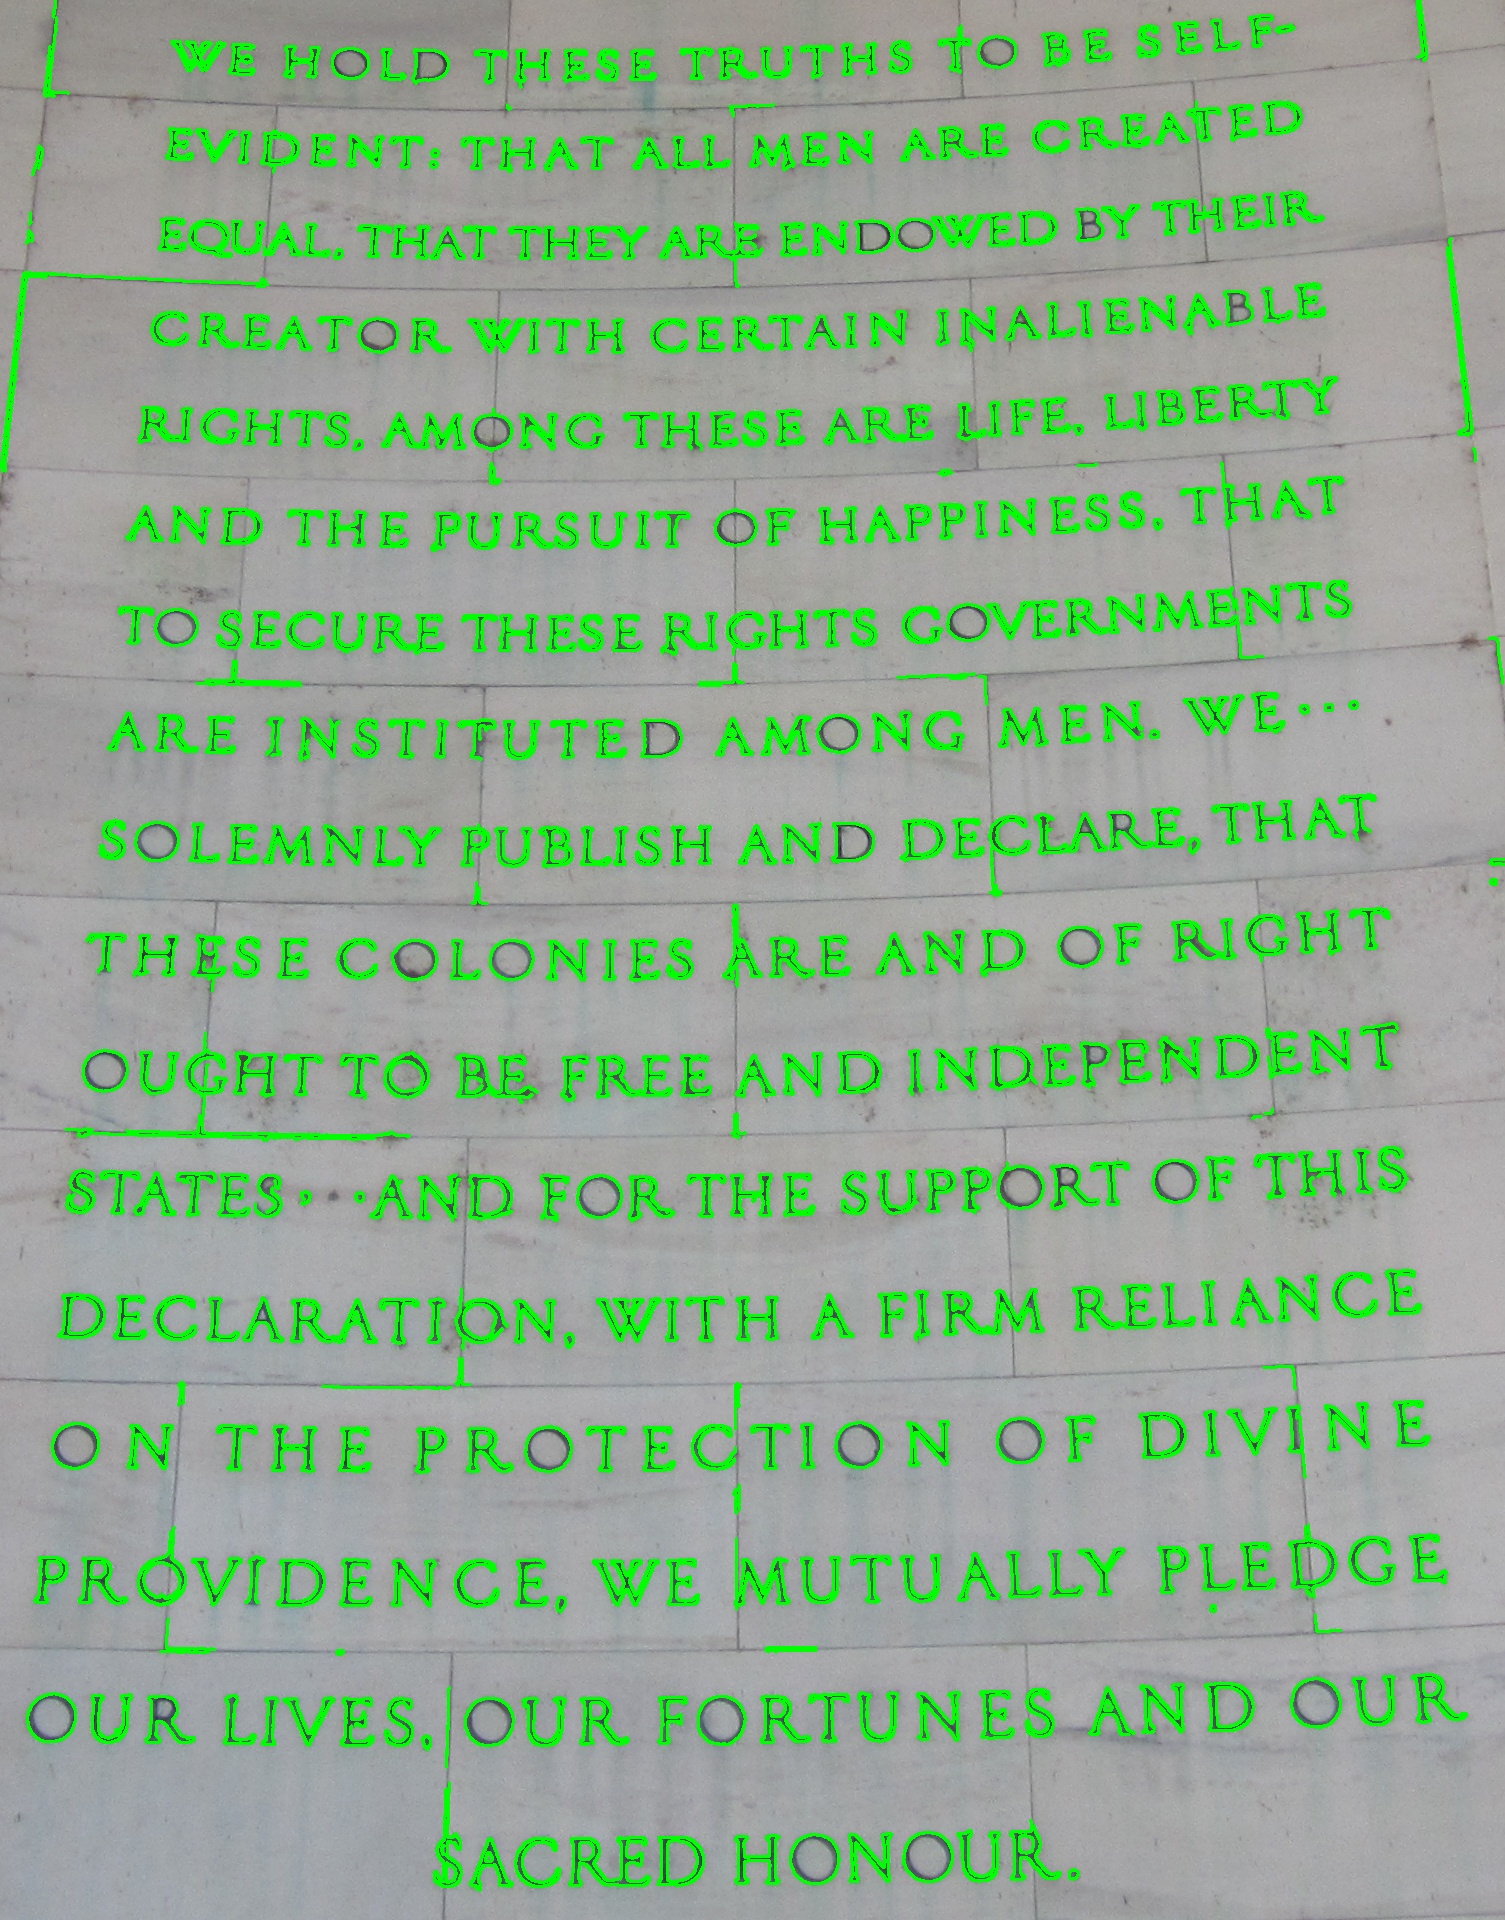 WE HOLD THESE TRUTHS TO BE SELF-
EVIDENT: THAT ALL MEN ARE CREATED
EQUAL, THAT THEY ARE ENDOWED BY THEIR
CREATOR WITH CERTAIN INALIENABLE
RIGHTS, AMONG THESE ARE LIFE, LIBERTY
AND THE PURSUIT OF HAPPINESS, THAT
TO SECURE THESE RIGHTS GOVERNMENTS
ARE INSTITUTED AMONG MEN. WE···
SOLEMNLY PUBLISH AND DECLARE, THAT
THESE COLONIES ARE AND OF RIGHT
OUGHT TO BE FREE AND INDEPENDENT
STATES···AND FOR THE SUPPORT OF THIS
DECLARATION, WITH A FIRM RELIANCE
ON THE PROTECTION OF DIVINE
PROVIDENCE, WE MUTUALLY PLEDGE
OUR LIVES, OUR FORTUNES AND OUR
SACRED HONOUR.